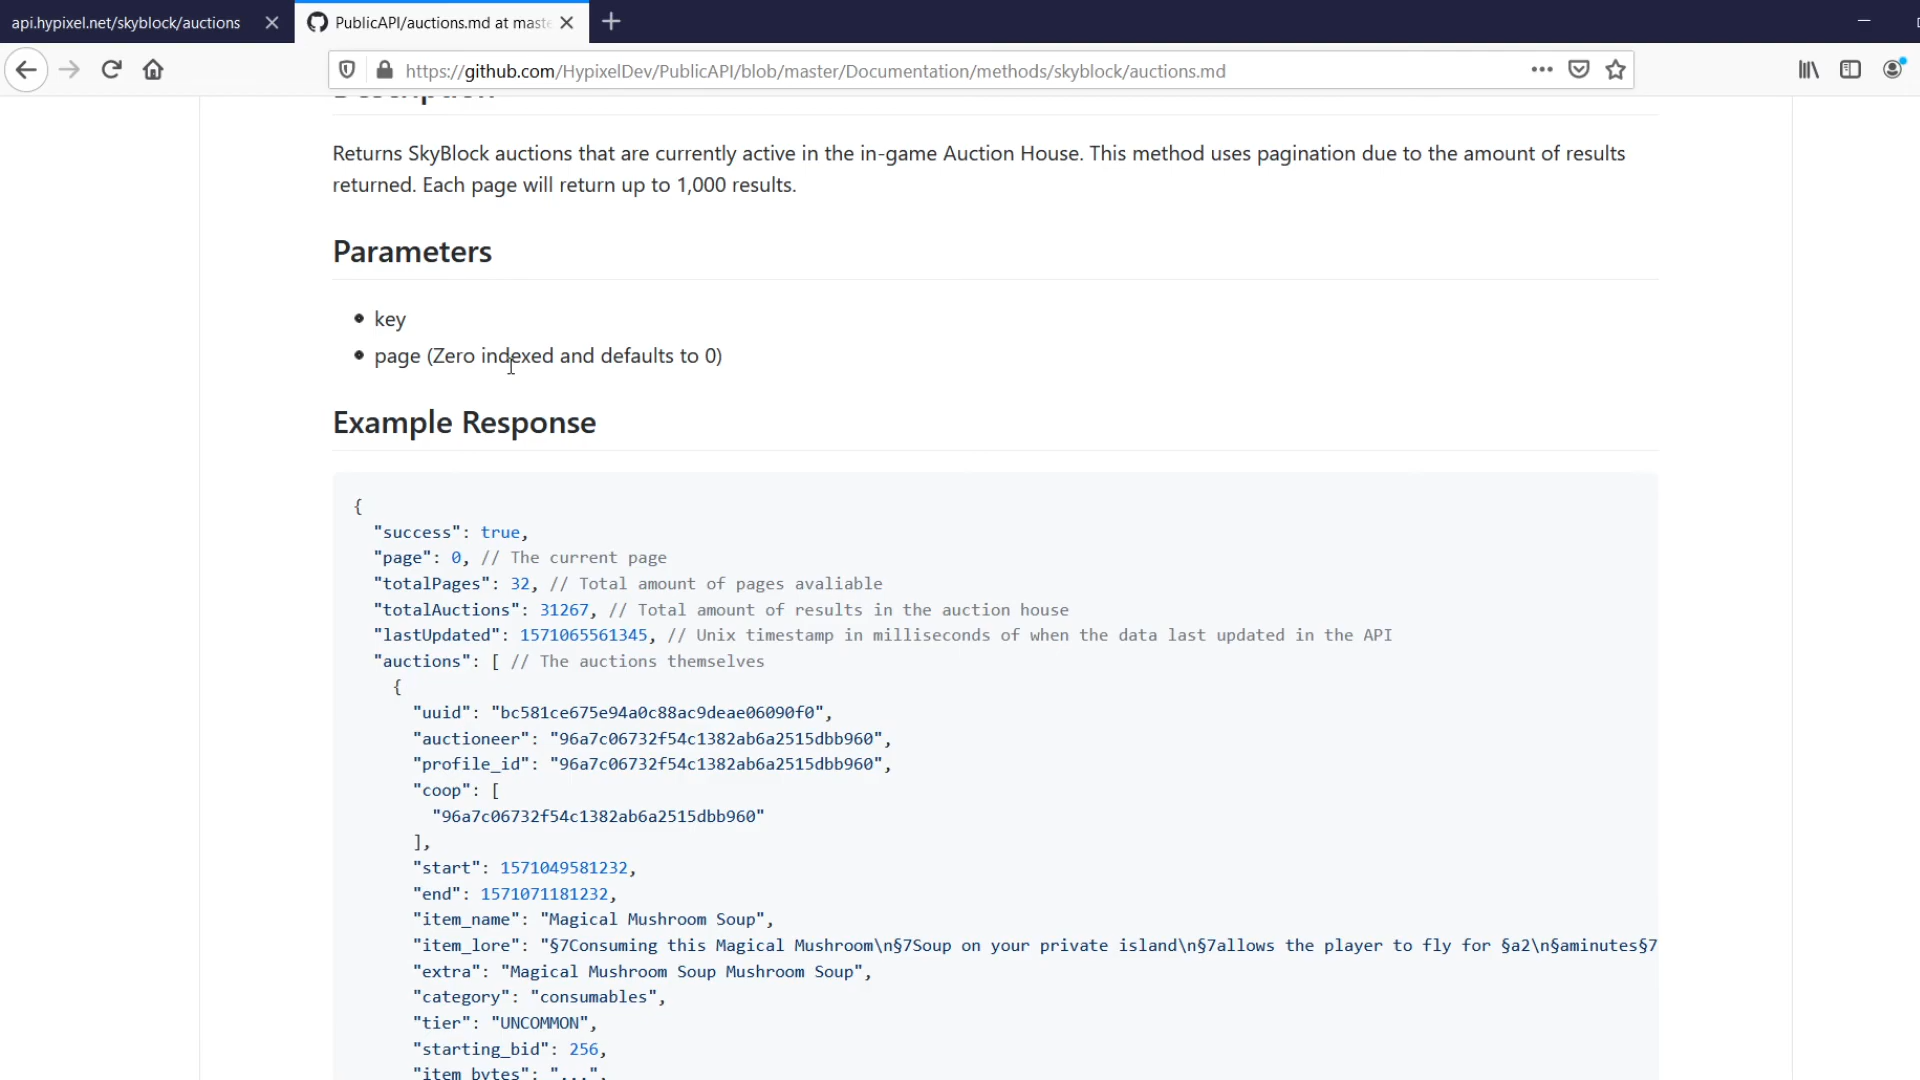 api.hypixel.net/skyblock/auctions
PublicAPI/auctions.md at maste
https://github.com/HypixelDev/PublicAPI/blob/master/Documentation/methods/skyblock/auctions.md
Description
Returns SkyBlock auctions that are currently active in the in-game Auction House. This method uses pagination due to the amount of results
returned. Each page will return up to 1,000 results.
Parameters
key
page (Zero indexed and defaults to 0)
Example Response
{
"success": true,
"page": 0, // The current page
"totalPages": 32, // Total amount of pages avaliable
"totalAuctions": 31267, // Total amount of results in the auction house
"lastUpdated": 1571065561345, // Unix timestamp in milliseconds of when the data last updated in the API
"auctions": [ // The auctions themselves
{
"uuid": "bc581ce675e94a0c88ac9deae06090f0",
"auctioneer": "96a7c06732f54c1382ab6a2515dbb960",
"profile_id": "96a7c06732f54c1382ab6a2515dbb960",
"coop": [
"96a7c06732f54c1382ab6a2515dbb960"
],
"start": 1571049581232,
"end": 1571071181232,
"item_name": "Magical Mushroom Soup",
"item_lore": "§7Consuming this Magical Mushroom\n§7Soup on your private island\n§7allows the player to fly for §a2\n§aminutes§7
"extra": "Magical Mushroom Soup Mushroom Soup",
"category": "consumables",
"tier": "UNCOMMON",
"starting_bid": 256,
"item_bytes": "...",